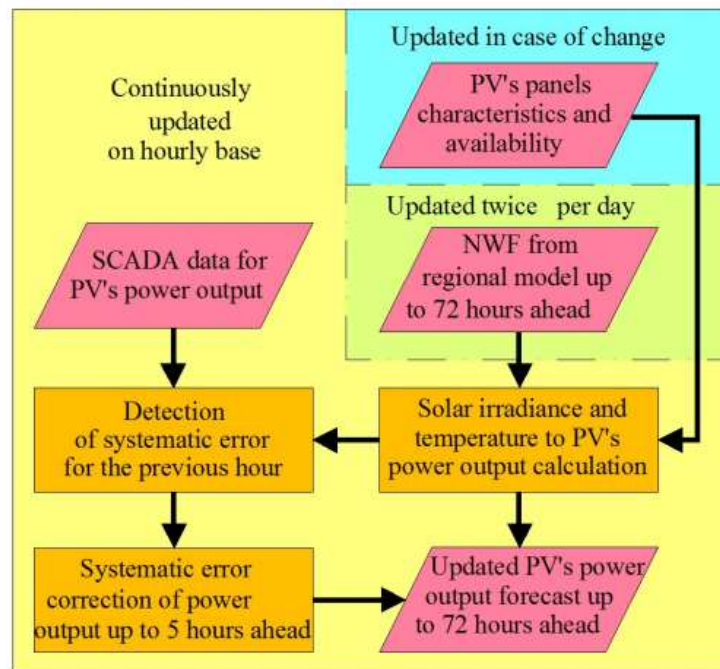 Continuously
updated
on hourly base
Updated in case of change
PV's panels
characteristics and
availability
Updated twice per day
NWF from
regional model up
to 72 hours ahead
SCADA data for
PV's power output
Detection
of systematic error
for the previous hour
Solar irradiance and
temperature to PV's
power output calculation
Systematic error
correction of power
output up to 5 hours ahead
Updated PV's power
output forecast up
to 72 hours ahead